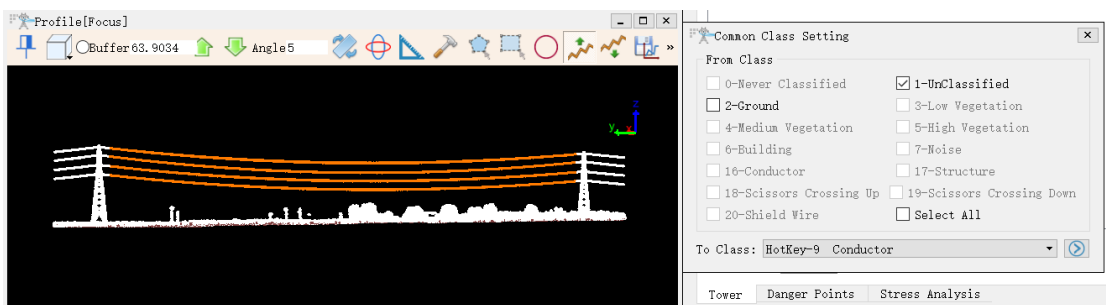 Profile[Focus]
Buffer 63.9034 Angle 5 »
z
y x
Common Class Setting
From Class
0-Never Classified 1-UnClassified
2-Ground 3-Low Vegetation
4-Medium Vegetation 5-High Vegetation
6-Building 7-Noise
16-Conductor 17-Structure
18-Scissors Crossing Up 19-Scissors Crossing Down
20-Shield Wire Select All
To Class: HotKey-9 Conductor
Tower Danger Points Stress Analysis